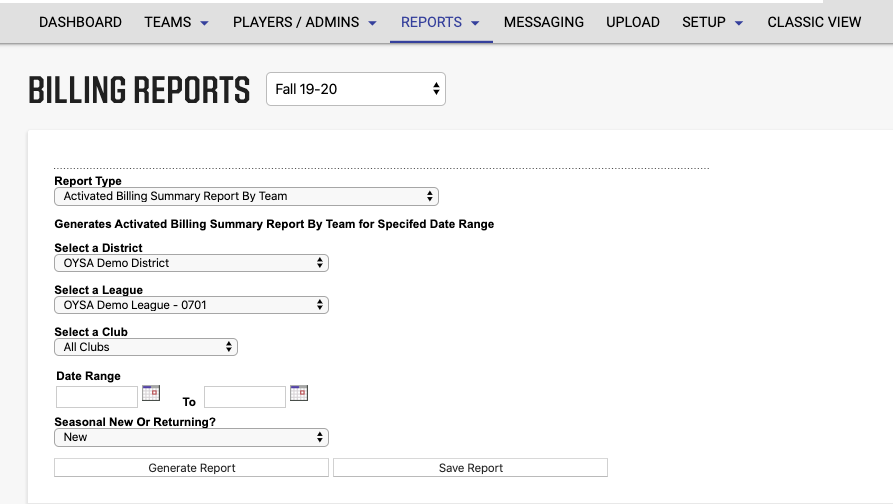 DASHBOARD TEAMS PLAYERS / ADMINS REPORTS MESSAGING UPLOAD SETUP CLASSIC VIEW
BILLING REPORTS Fall 19-20
Report Type
Activated Billing Summary Report By Team
Generates Activated Billing Summary Report By Team for Specifed Date Range
Select a District
OYSA Demo District
Select a League
OYSA Demo League - 0701
Select a Club
All Clubs
Date Range
To
Seasonal New Or Returning?
New
Generate Report Save Report